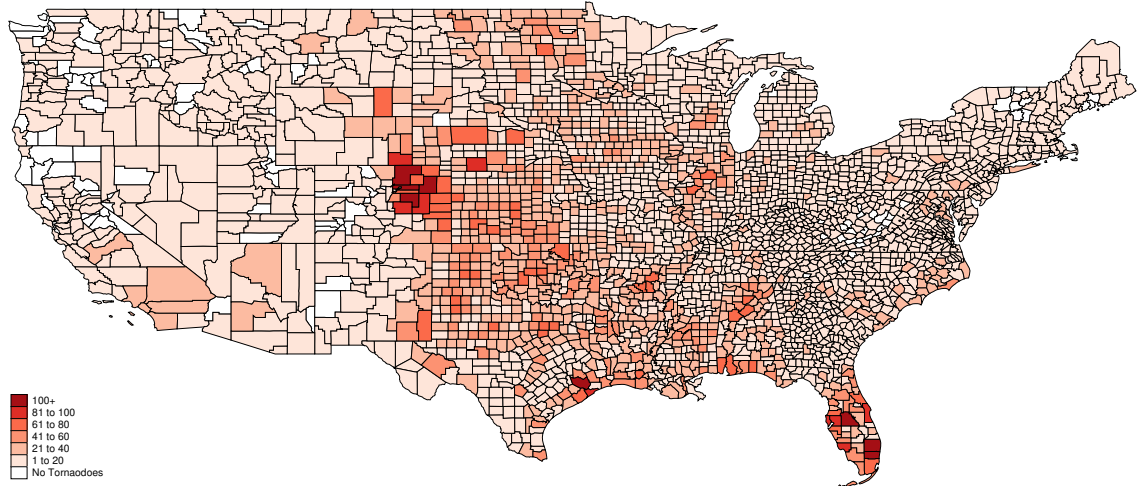 100+
81 to 100
61 to 80
41 to 60
21 to 40
1 to 20
No Tornaodoes